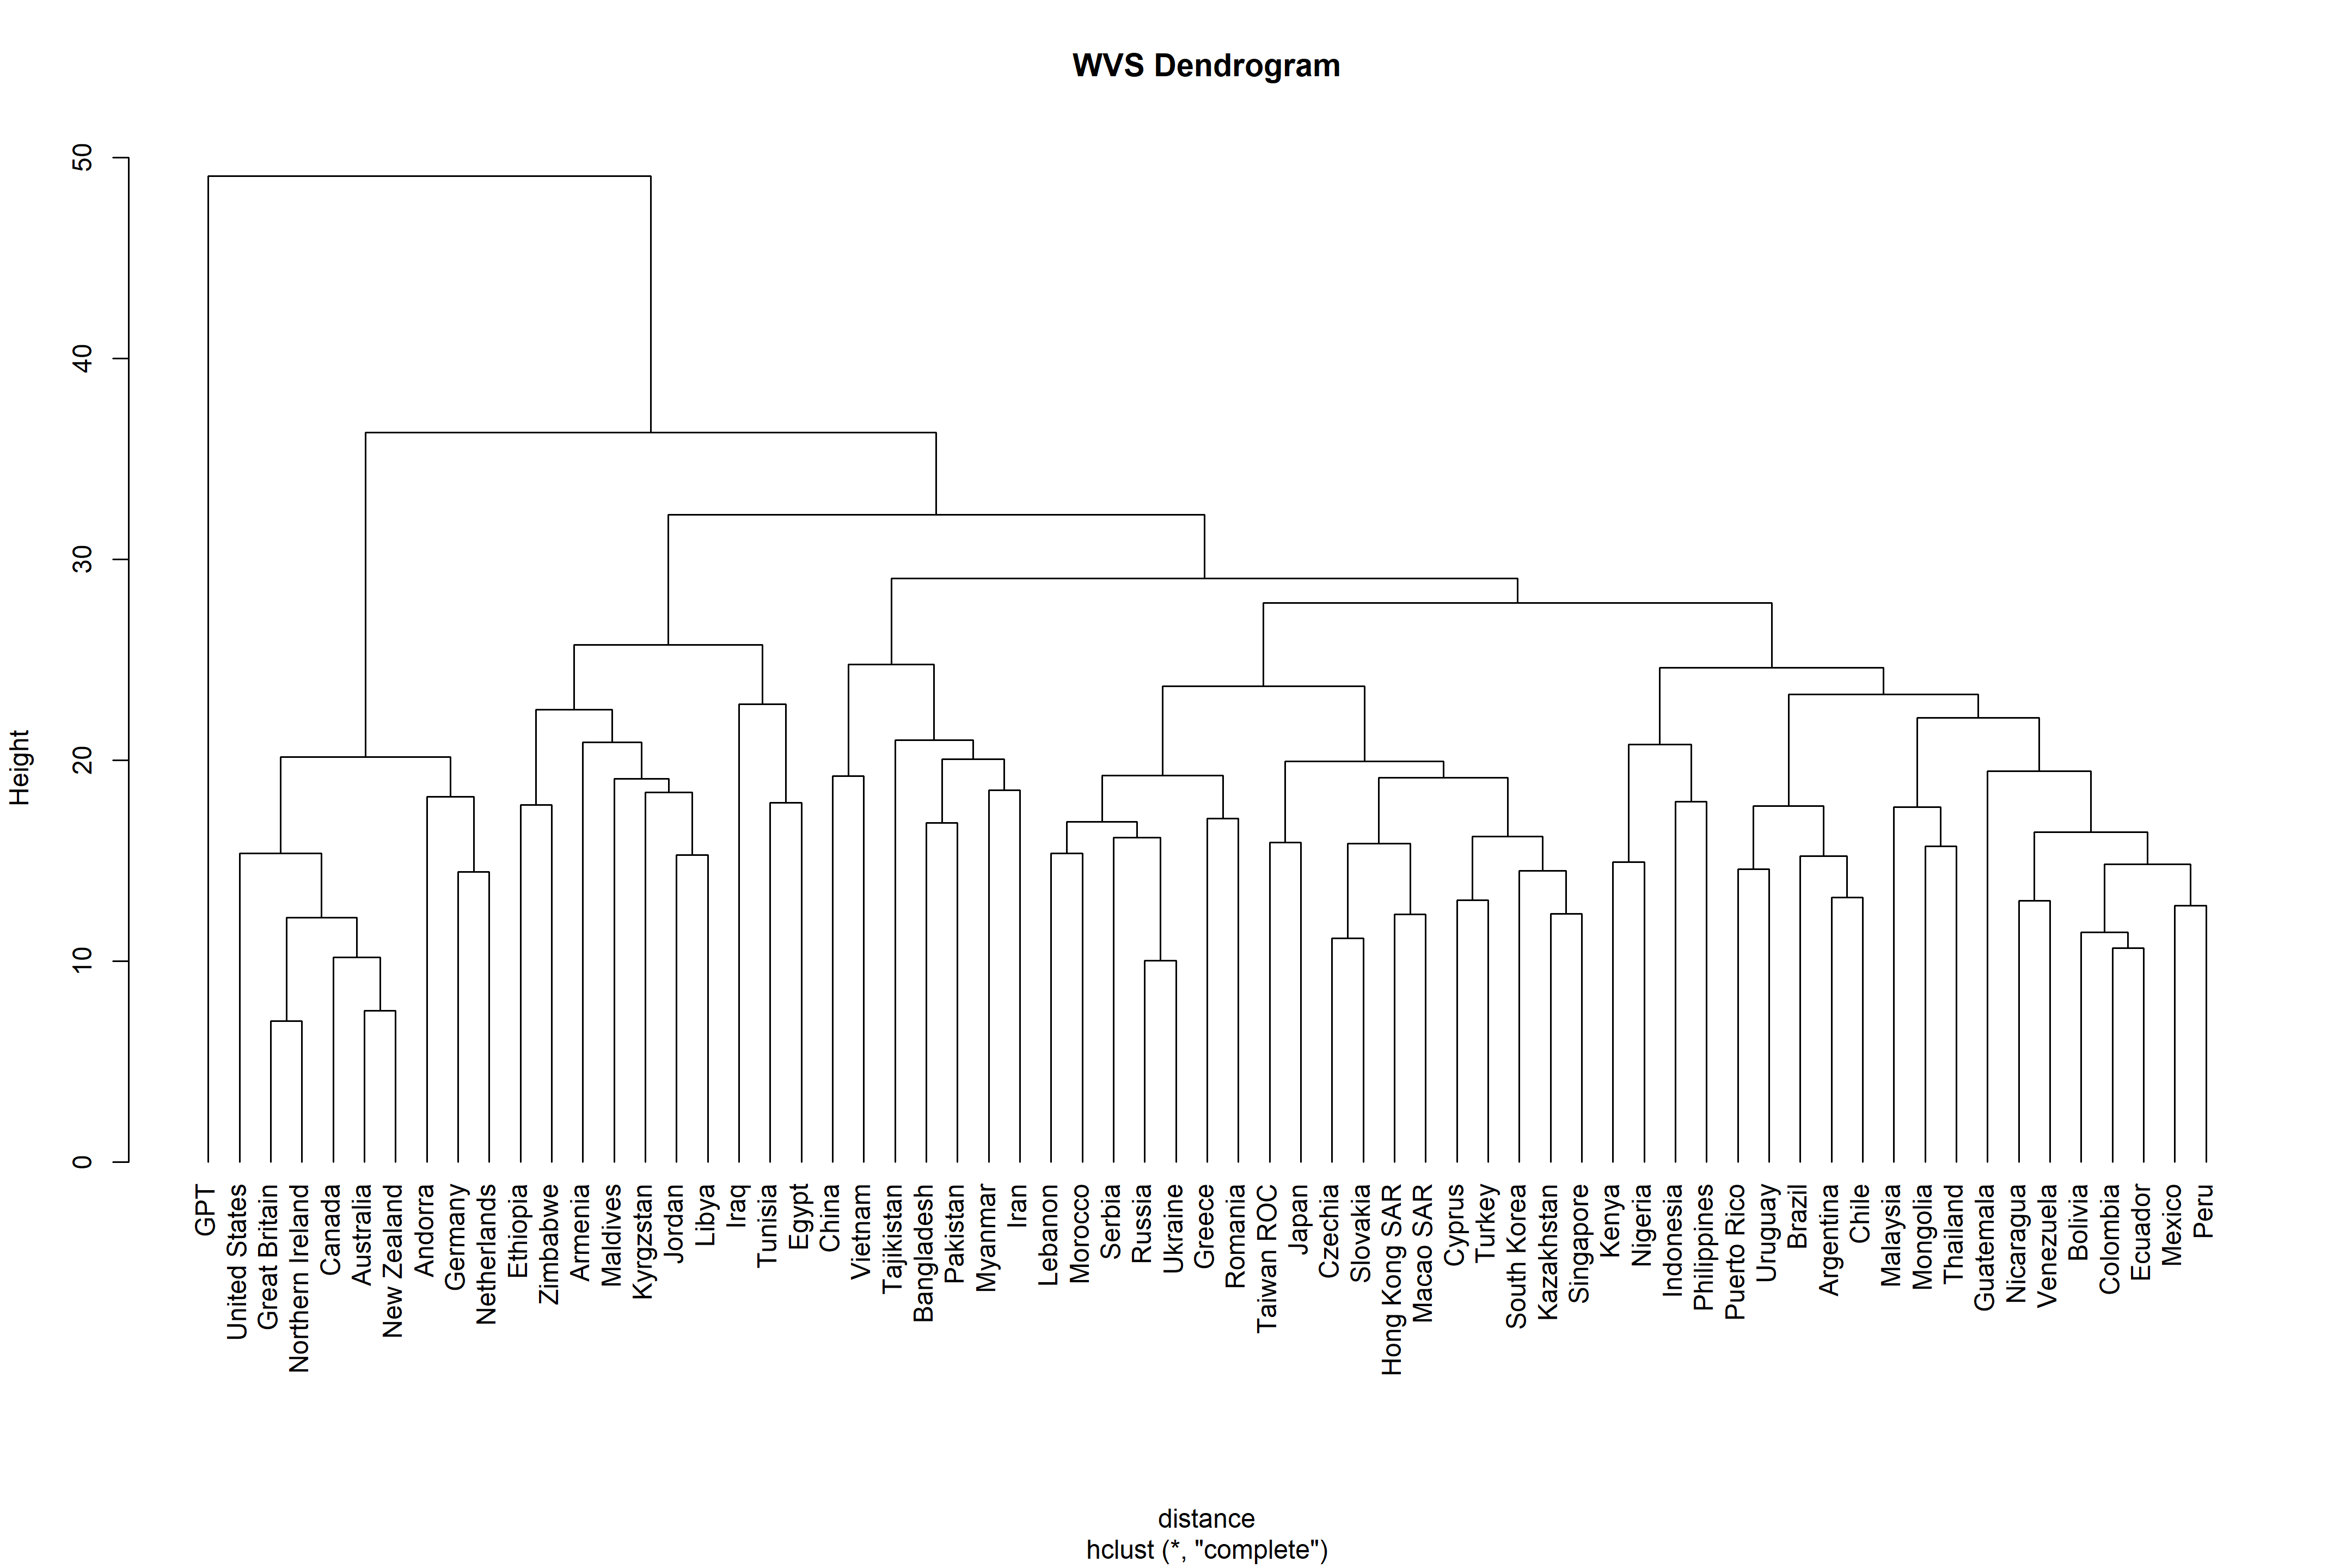 WVS Dendrogram
50
40
30
20
10
0
Height
GPT
United States
Great Britain
Northern Ireland
Canada
Australia
New Zealand
Andorra
Germany
Netherlands
Ethiopia
Zimbabwe
Armenia
Maldives
Kyrgzstan
Jordan
Libya
Iraq
Tunisia
Egypt
China
Vietnam
Tajikistan
Bangladesh
Pakistan
Myanmar
Iran
Lebanon
Morocco
Serbia
Russia
Ukraine
Greece
Romania
Taiwan ROC
Japan
Czechia
Slovakia
Hong Kong SAR
Macao SAR
Cyprus
Turkey
South Korea
Kazakhstan
Singapore
Kenya
Nigeria
Indonesia
Philippines
Puerto Rico
Uruguay
Brazil
Argentina
Chile
Malaysia
Mongolia
Thailand
Guatemala
Nicaragua
Venezuela
Bolivia
Colombia
Ecuador
Mexico
Peru
distance
hclust (*, "complete")